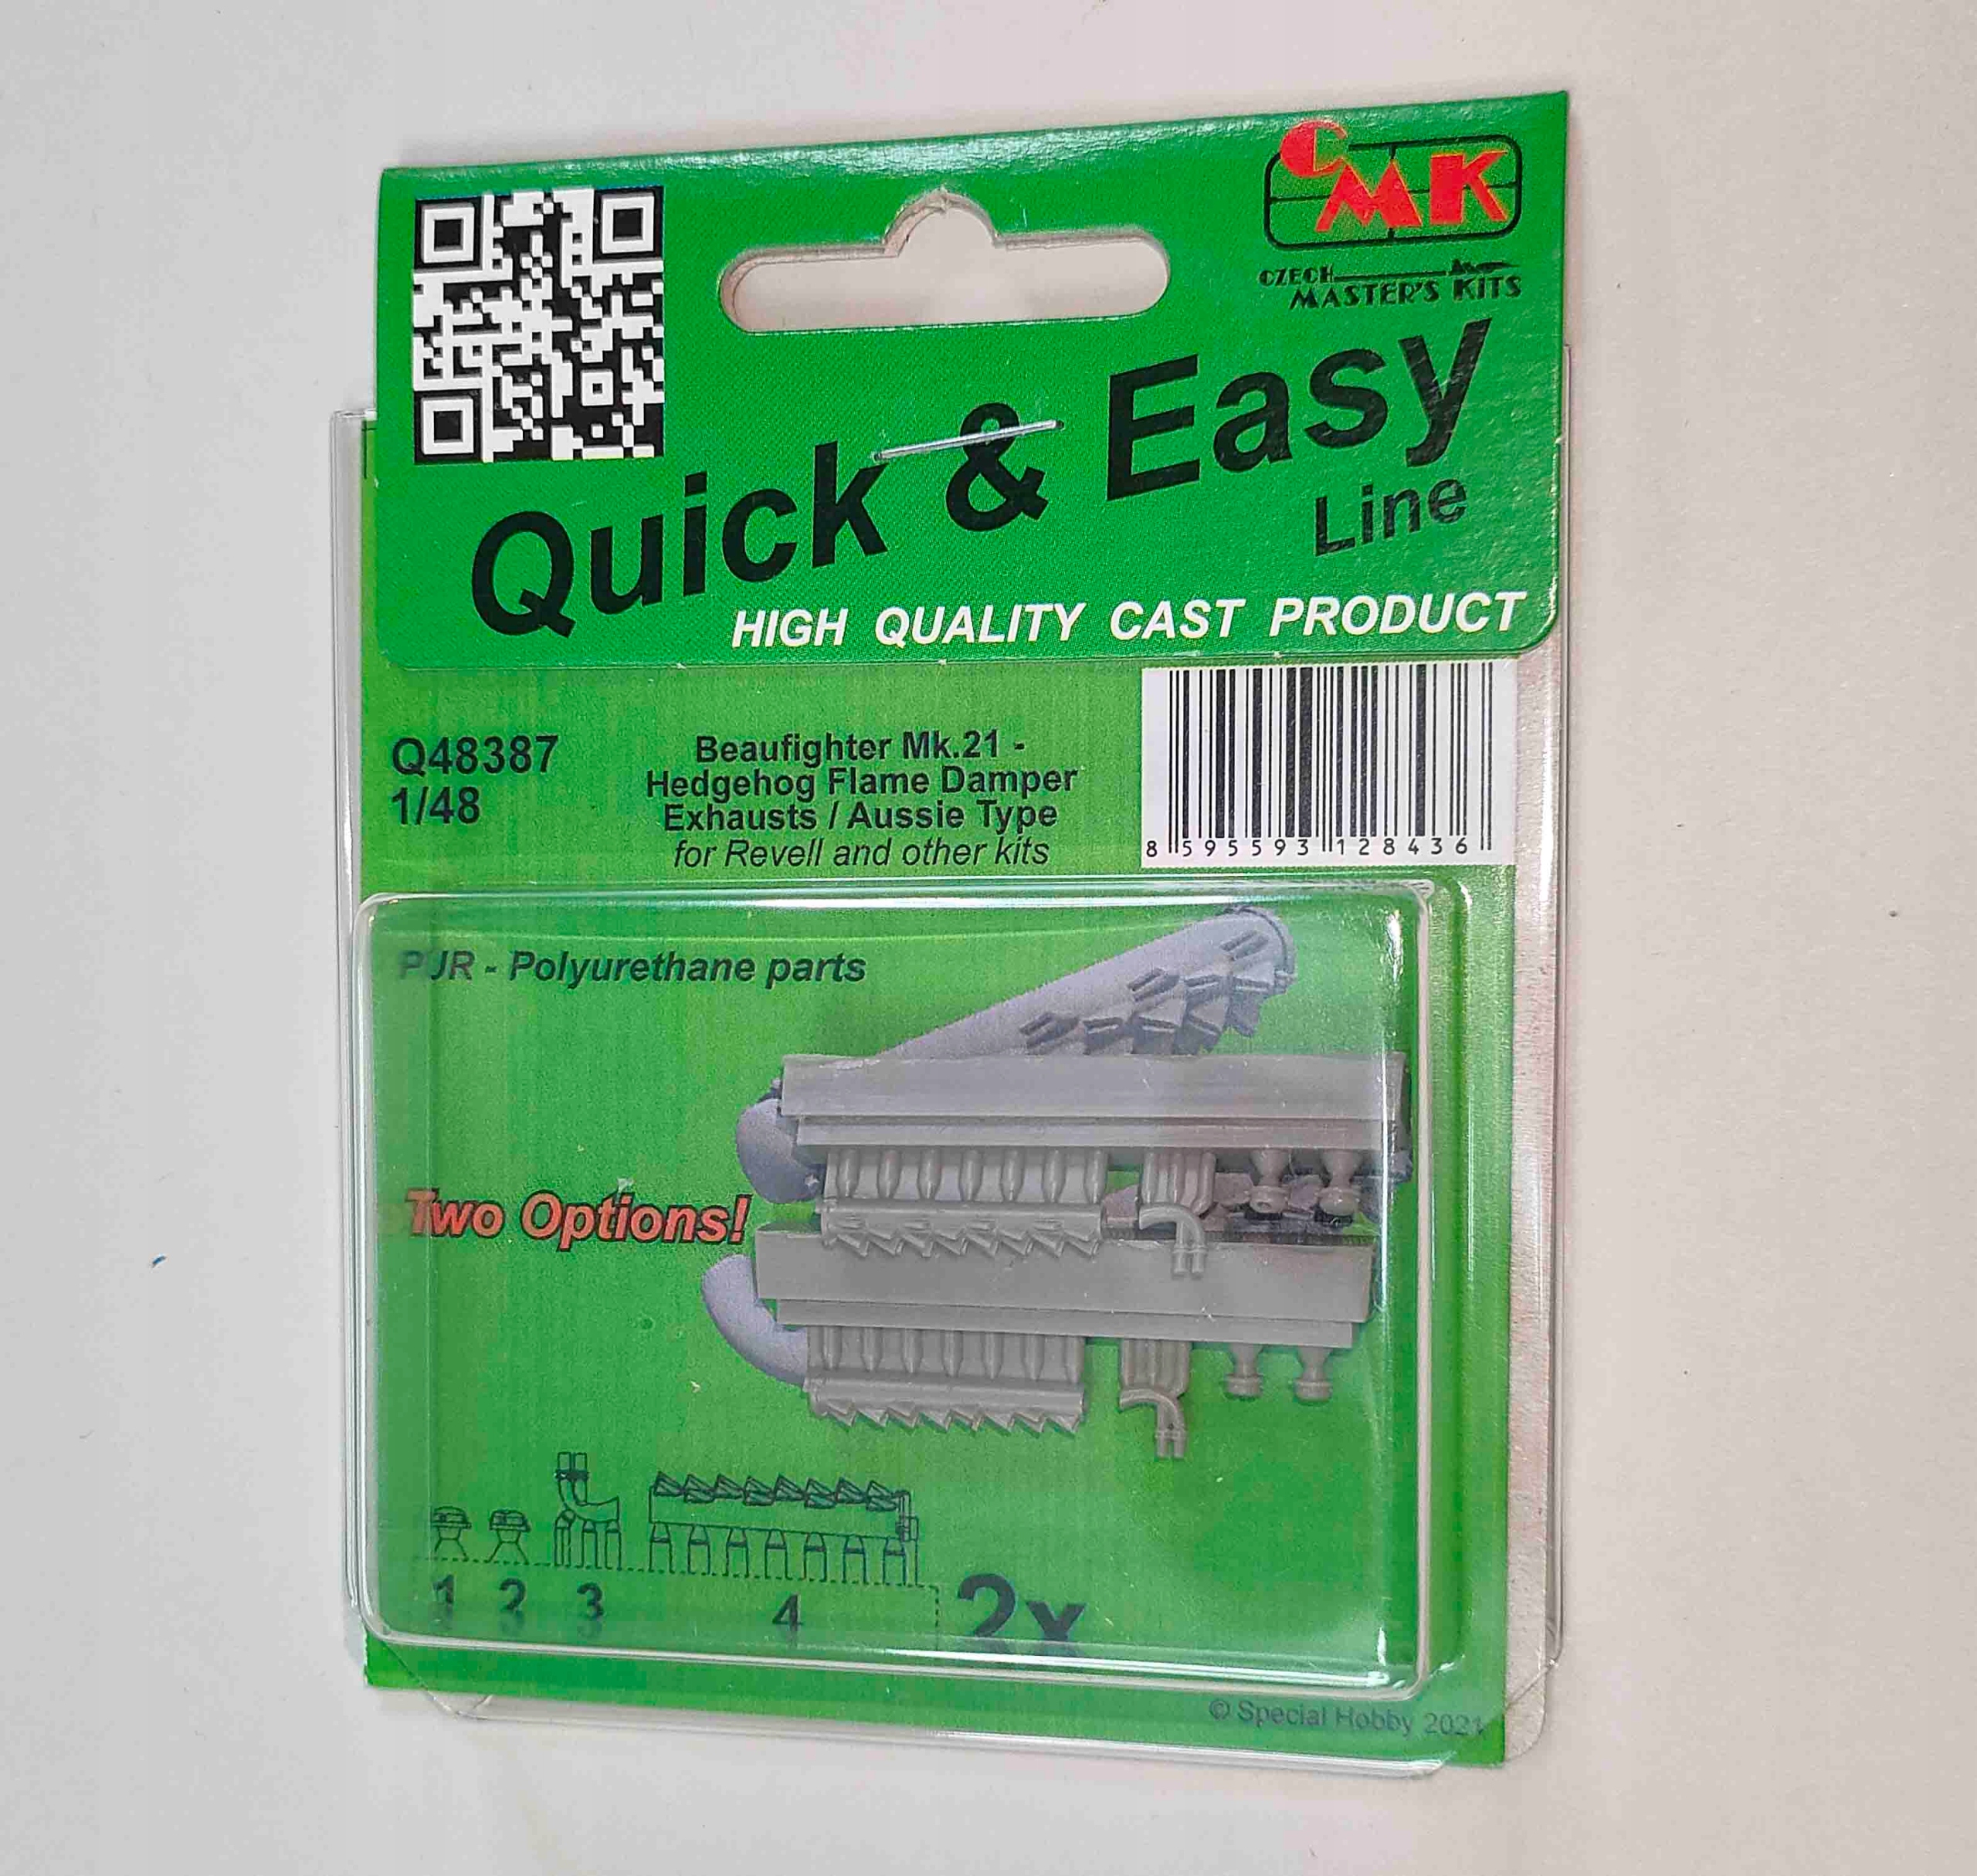 CMK
CZECH
MASTER'S KITS
Quick & Easy
Line
HIGH QUALITY CAST PRODUCT
Q48387
1/48
Beaufighter Mk.21 -
Hedgehog Flame Damper
Exhausts / Aussie Type
for Revell and other kits
8 595593 128436
PUR - Polyurethane parts
Two Options!
1 2 3 4 2x
© Special Hobby 2021